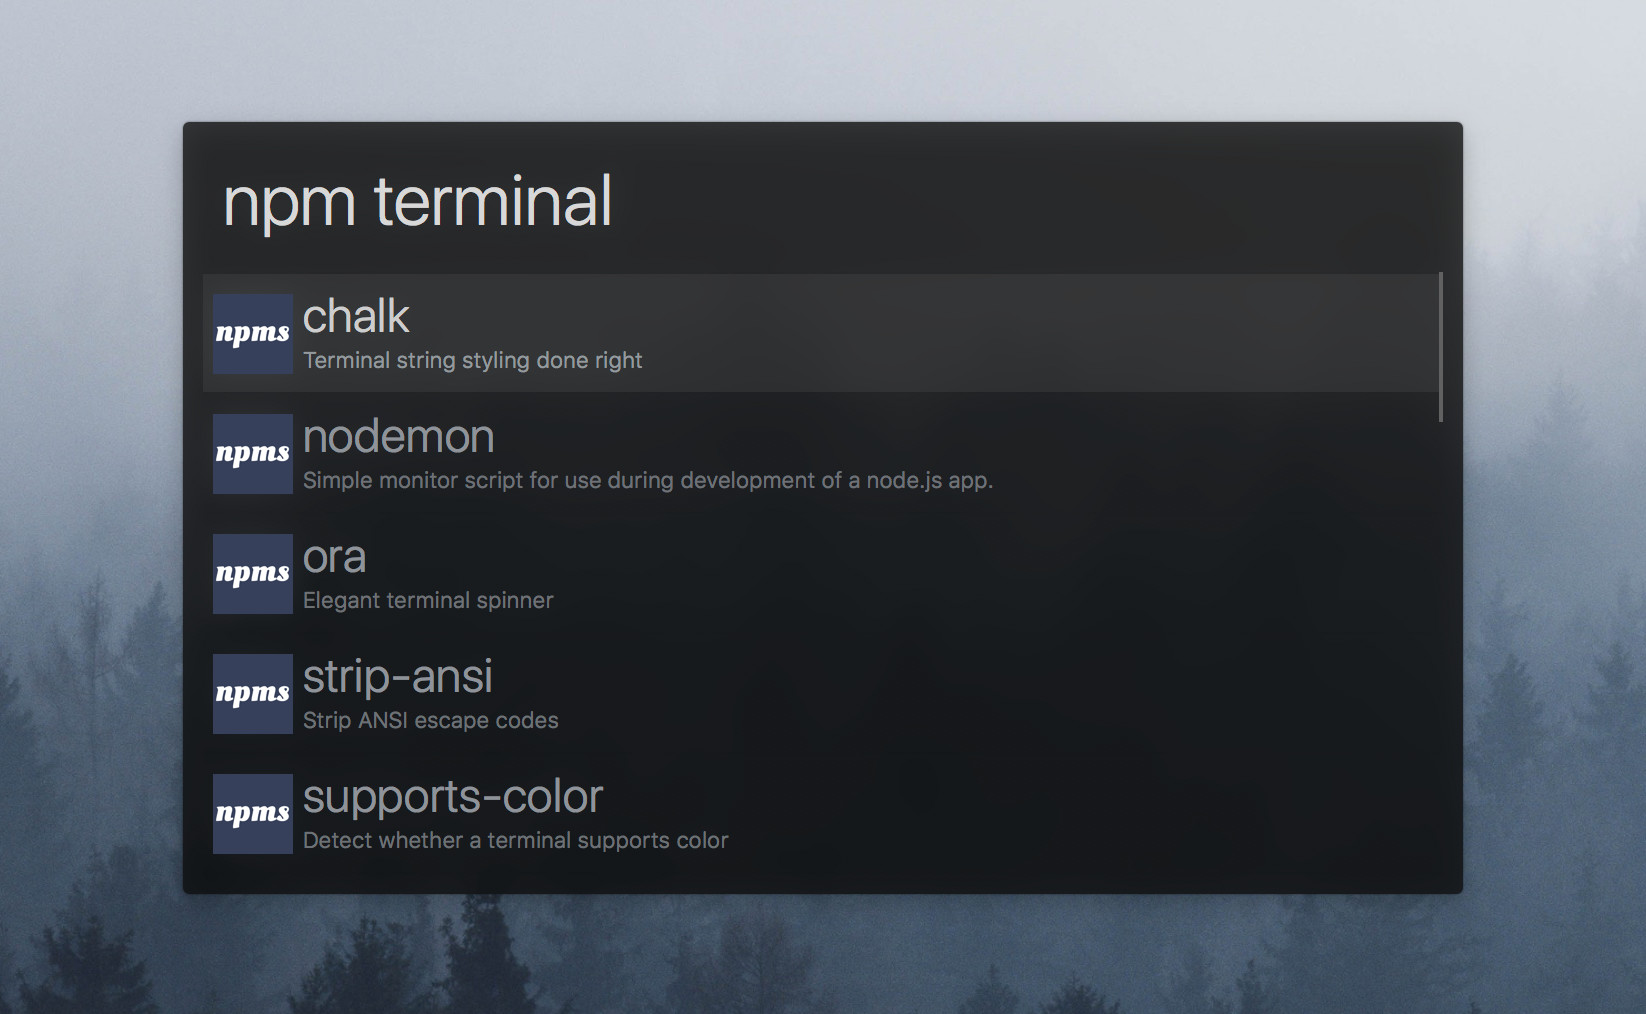 npm terminal
npms
chalk
Terminal string styling done right
npms
nodemon
Simple monitor script for use during development of a node.js app.
npms
ora
Elegant terminal spinner
npms
strip-ansi
Strip ANSI escape codes
npms
supports-color
Detect whether a terminal supports color